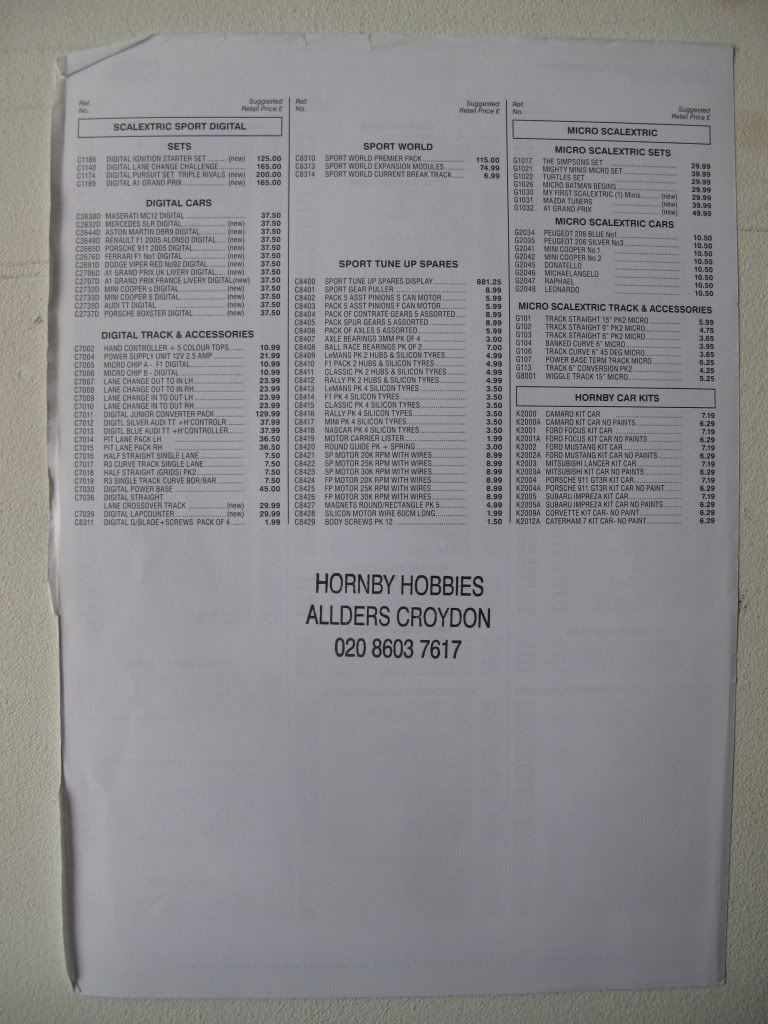 Ref. No. Suggested Retail Price £
SCALEXTRIC SPORT DIGITAL
SETS
C1186 DIGITAL IGNITION STARTER SET ......... (new) 125.00
C1140 DIGITAL LANE CHANGE CHALLENGE ............ 165.00
C1174 DIGITAL PURSUIT SET TRIPLE RIVALS (new) 200.00
C1189 DIGITAL A1 GRAND PRIX ..................... (new) 165.00
DIGITAL CARS
C2630D MASERATI MC12 DIGITAL ........................ 37.50
C2632D MERCEDES SLR DIGITAL ................ (new) 37.50
C2644D ASTON MARTIN DBR9 DIGITAL ......... (new) 37.50
C2649D RENAULT F1 2005 ALONSO DIGITAL .... (new) 37.50
C2665D PORSCHE 911 2005 DIGITAL .......... (new) 37.50
C2676D FERRARI F1 No1 DIGITAL ............. (new) 37.50
C2691D DODGE VIPER RED No92 DIGITAL ....... (new) 37.50
C2706D A1 GRAND PRIX UK LIVERY DIGITAL .... (new) 37.50
C2707D A1 GRAND PRIX FRANCE LIVERY DIGITAL(new) 37.50
C2732D MINI COOPER s DIGITAL ............ (new) 37.50
C2733D MINI COOPER S DIGITAL ............ (new) 37.50
C2735D AUDI TT DIGITAL .................. (new) 37.50
C2737D PORSCHE BOXSTER DIGITAL .......... (new) 37.50
DIGITAL TRACK & ACCESSORIES
C7002 HAND CONTROLLER + 5 COLOUR TOPS ....... 10.99
C7004 POWER SUPPLY UNIT 12V 2.5 AMP .......... 21.99
C7005 MICRO CHIP A - F1 DIGITAL ............... 10.99
C7006 MICRO CHIP B - DIGITAL .................. 10.99
C7007 LANE CHANGE OUT TO IN LH ................ 23.99
C7008 LANE CHANGE OUT TO IN RH ................ 23.99
C7009 LANE CHANGE IN TO OUT LH ................ 23.99
C7010 LANE CHANGE IN TO OUT RH ................ 23.99
C7011 DIGITAL JUNIOR CONVERTER PACK .......... 129.99
C7012 DIGITL SILVER AUDI TT +H'CONTROLR ...... 37.99
C7013 DIGITL BLUE AUDI TT +H'CONTROLLER ...... 37.99
C7014 PIT LANE PACK LH ........................ 36.50
C7015 PIT LANE PACK RH ........................ 36.50
C7016 HALF STRAIGHT SINGLE LANE ............... 7.50
C7017 R3 CURVE TRACK SINGLE LANE .............. 7.50
C7018 HALF STRAIGHT (GRIDS) PK2 ............... 7.50
C7019 R3 SINGLE TRACK CURVE BOR/BAR .......... 7.50
C7030 DIGITAL POWER BASE ...................... 45.00
C7036 DIGITAL STRAIGHT
LANE CROSSOVER TRACK ............ (new) 29.99
C7039 DIGITAL LAPCOUNTER .............. (new) 29.99
C8311 DIGITAL G/BLADE+SCREWS PACK OF 4 ....... 1.99
Ref. No. Suggested Retail Price £
SPORT WORLD
C8310 SPORT WORLD PREMIER PACK ............... 115.00
C8313 SPORT WORLD EXPANSION MODULES ......... 74.99
C8314 SPORT WORLD CURRENT BREAK TRACK ...... 6.99
SPORT TUNE UP SPARES
C8400 SPORT TUNE UP SPARES DISPLAY ........... 881.25
C8401 SPORT GEAR PULLER ....................... 8.99
C8402 PACK 5 ASST PINIONS S CAN MOTOR ........ 5.99
C8403 PACK 5 ASST PINIONS F CAN MOTOR ........ 5.99
C8404 PACK OF CONTRATE GEARS 5 ASSORTED ..... 8.99
C8405 PACK SPUR GEARS 5 ASSORTED ............. 8.99
C8406 PACK OF AXLES 5 ASSORTED ............... 5.99
C8407 AXLE BEARINGS 3MM PK OF 4 .............. 3.00
C8408 BALL RACE BEARINGS PK OF 2 ............. 7.00
C8409 LeMANS PK 2 HUBS & SILICON TYRES ....... 4.99
C8410 F1 PACK 2 HUBS & SILICON TYRES ......... 4.99
C8411 CLASSIC PK 2 HUBS & SILICON TYRES ...... 4.99
C8412 RALLY PK 2 HUBS & SILICON TYRES ........ 4.99
C8413 LeMANS PK 4 SILICON TYRES .............. 3.50
C8414 F1 PK 4 SILICON TYRES .................. 3.50
C8415 CLASSIC PK 4 SILICON TYRES ............. 3.50
C8416 RALLY PK 4 SILICON TYRES ............... 3.50
C8417 MINI PK 4 SILICON TYRES ................ 3.50
C8418 NASCAR PK 4 SILICON TYRES .............. 3.50
C8419 MOTOR CARRIER LISTER ................... 1.99
C8420 ROUND GUIDE PK + SPRING ................ 3.00
C8421 SP MOTOR 20K RPM WITH WIRES ............ 8.99
C8422 SP MOTOR 25K RPM WITH WIRES ............ 8.99
C8423 SP MOTOR 30K RPM WITH WIRES ............ 8.99
C8424 FP MOTOR 20K RPM WITH WIRES ............ 8.99
C8425 FP MOTOR 25K RPM WITH WIRES ............ 8.99
C8426 FP MOTOR 30K RPM WITH WIRES ............ 8.99
C8427 MAGNETS ROUND/RECTANGLE PK 5 ........... 4.99
C8428 SILICON MOTOR WIRE 60CM LONG ........... 1.99
C8429 BODY SCREWS PK 12 ...................... 1.50
Ref. No. Suggested Retail Price £
MICRO SCALEXTRIC
MICRO SCALEXTRIC SETS
G1017 THE SIMPSONS SET ....................... 29.99
G1021 MIGHTY MINIS MICRO SET ................. 39.99
G1022 TURTLES SET ............................ 29.99
G1026 MICRO BATMAN BEGINS .................... 29.99
G1030 MY FIRST SCALEXTRIC (1) Minis ..... (new) 29.99
G1031 MAZDA TUNERS ..................... (new) 39.99
G1032 A1 GRAND PRIX .................... (new) 49.99
MICRO SCALEXTRIC CARS
G2034 PEUGEOT 206 BLUE No1 ................... 10.50
G2035 PEUGEOT 206 SILVER No3 ................. 10.50
G2041 MINI COOPER No.1 ....................... 10.50
G2042 MINI COOPER No.2 ....................... 10.50
G2045 DONATELLO .............................. 10.50
G2046 MICHAELANGELO .......................... 10.50
G2047 RAPHAEL ................................ 10.50
G2048 LEONARDO ............................... 10.50
MICRO SCALEXTRIC TRACK & ACCESSORIES
G101 TRACK STRAIGHT 15" PK2 MICRO ............ 5.99
G102 TRACK STRAIGHT 9" PK2 MICRO ............. 4.75
G103 TRACK STRAIGHT 6" PK2 MICRO ............. 3.65
G104 BANKED CURVE 6" MICRO ................... 3.95
G106 TRACK CURVE 6" 45 DEG MICRO ............. 3.65
G107 POWER BASE TERM TRACK MICRO ............. 6.25
G113 TRACK 6" CONVERSION PK2 ................. 4.25
G8001 WIGGLE TRACK 15" MICRO ................. 5.25
HORNBY CAR KITS
K2000 CAMARO KIT CAR ......................... 7.19
K2000A CAMARO KIT CAR NO PAINTS .............. 6.29
K2001 FORD FOCUS KIT CAR ..................... 7.19
K2001A FORD FOCUS KIT CAR NO PAINTS .......... 6.29
K2002 FORD MUSTANG KIT CAR ................... 7.19
K2002A FORD MUSTANG KIT CAR NO PAINTS ........ 6.29
K2003 MITSUBISHI LANCER KIT CAR .............. 7.19
K2003A MITSUBISHI KIT CAR NO PAINTS .......... 6.29
K2004 PORSCHE 911 GT3R KIT CAR ............... 7.19
K2004A PORSCHE 911 GT3R KIT CAR NO PAINTS .... 6.29
K2005 SUBARU IMPREZA KIT CAR ................. 7.19
K2005A SUBARU IMPREZA KIT CAR- NO PAINTS ..... 6.29
K2009A CORVETTE KIT CAR- NO PAINT ............ 6.29
K2012A CATERHAM 7 KIT CAR- NO PAINT .......... 6.29
HORNBY HOBBIES
ALLDERS CROYDON
020 8603 7617